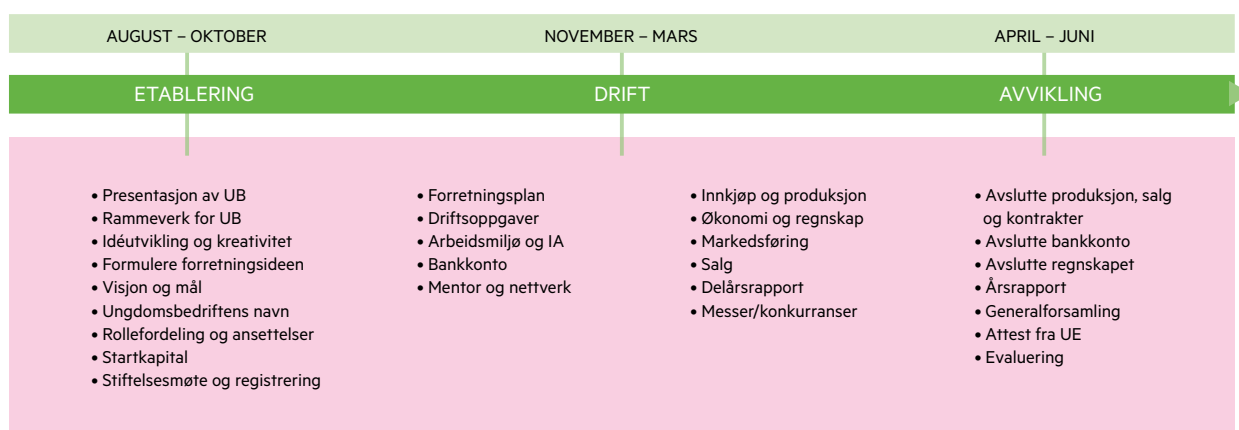 AUGUST – OKTOBER
NOVEMBER – MARS
APRIL – JUNI
ETABLERING
DRIFT
AVVIKLING
• Presentasjon av UB
• Rammeverk for UB
• Idéutvikling og kreativitet
• Formulere forretningsideen
• Visjon og mål
• Ungdomsbedriftens navn
• Rollefordeling og ansettelser
• Startkapital
• Stiftelsesmøte og registrering
• Forretningsplan
• Driftsoppgaver
• Arbeidsmiljø og IA
• Bankkonto
• Mentor og nettverk
• Innkjøp og produksjon
• Økonomi og regnskap
• Markedsføring
• Salg
• Delårsrapport
• Messer/konkurranser
• Avslutte produksjon, salg
og kontrakter
• Avslutte bankkonto
• Avslutte regnskapet
• Årsrapport
• Generalforsamling
• Attest fra UE
• Evaluering